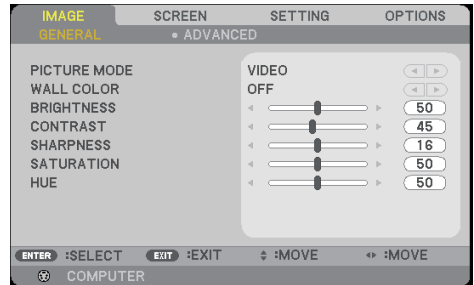 IMAGE SCREEN SETTING OPTIONS
GENERAL • ADVANCED
PICTURE MODE VIDEO
WALL COLOR OFF
BRIGHTNESS 50
CONTRAST 45
SHARPNESS 16
SATURATION 50
HUE 50
ENTER :SELECT EXIT :EXIT :MOVE :MOVE
COMPUTER